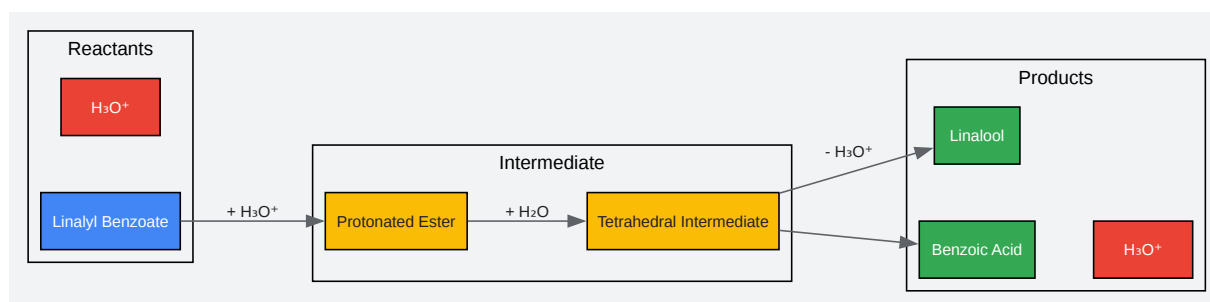 Reactants
H₃O⁺
Linalyl Benzoate
+ H₃O⁺
Intermediate
Protonated Ester
+ H₂O
Tetrahedral Intermediate
- H₃O⁺
Products
Linalool
Benzoic Acid
H₃O⁺